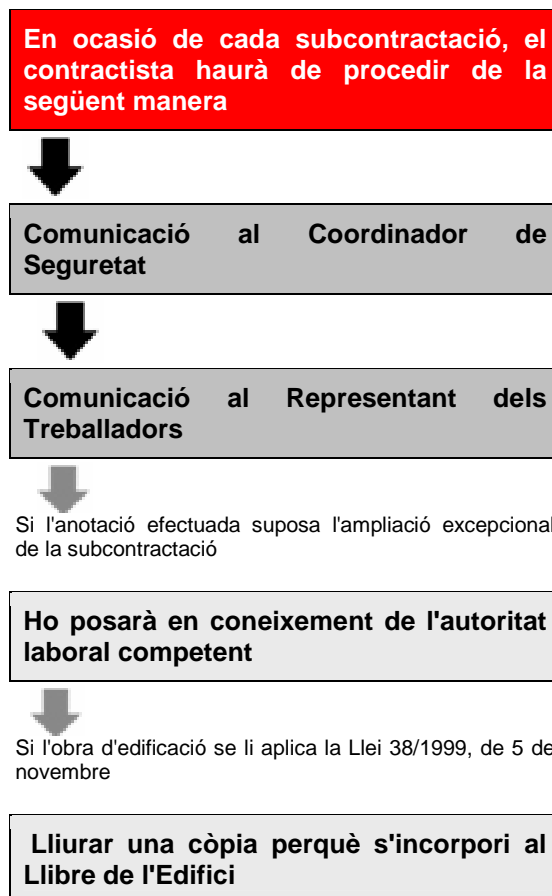 En ocasió de cada subcontractació, el
contractista haurà de procedir de la
següent manera
Comunicació al Coordinador de
Seguretat
Comunicació al Representant dels
Treballadors
Si l'anotació efectuada suposa l'ampliació excepcional
de la subcontractació
Ho posarà en coneixement de l'autoritat
laboral competent
Si l'obra d'edificació se li aplica la Llei 38/1999, de 5 de
novembre
Lliurar una còpia perquè s'incorpori al
Llibre de l'Edifici